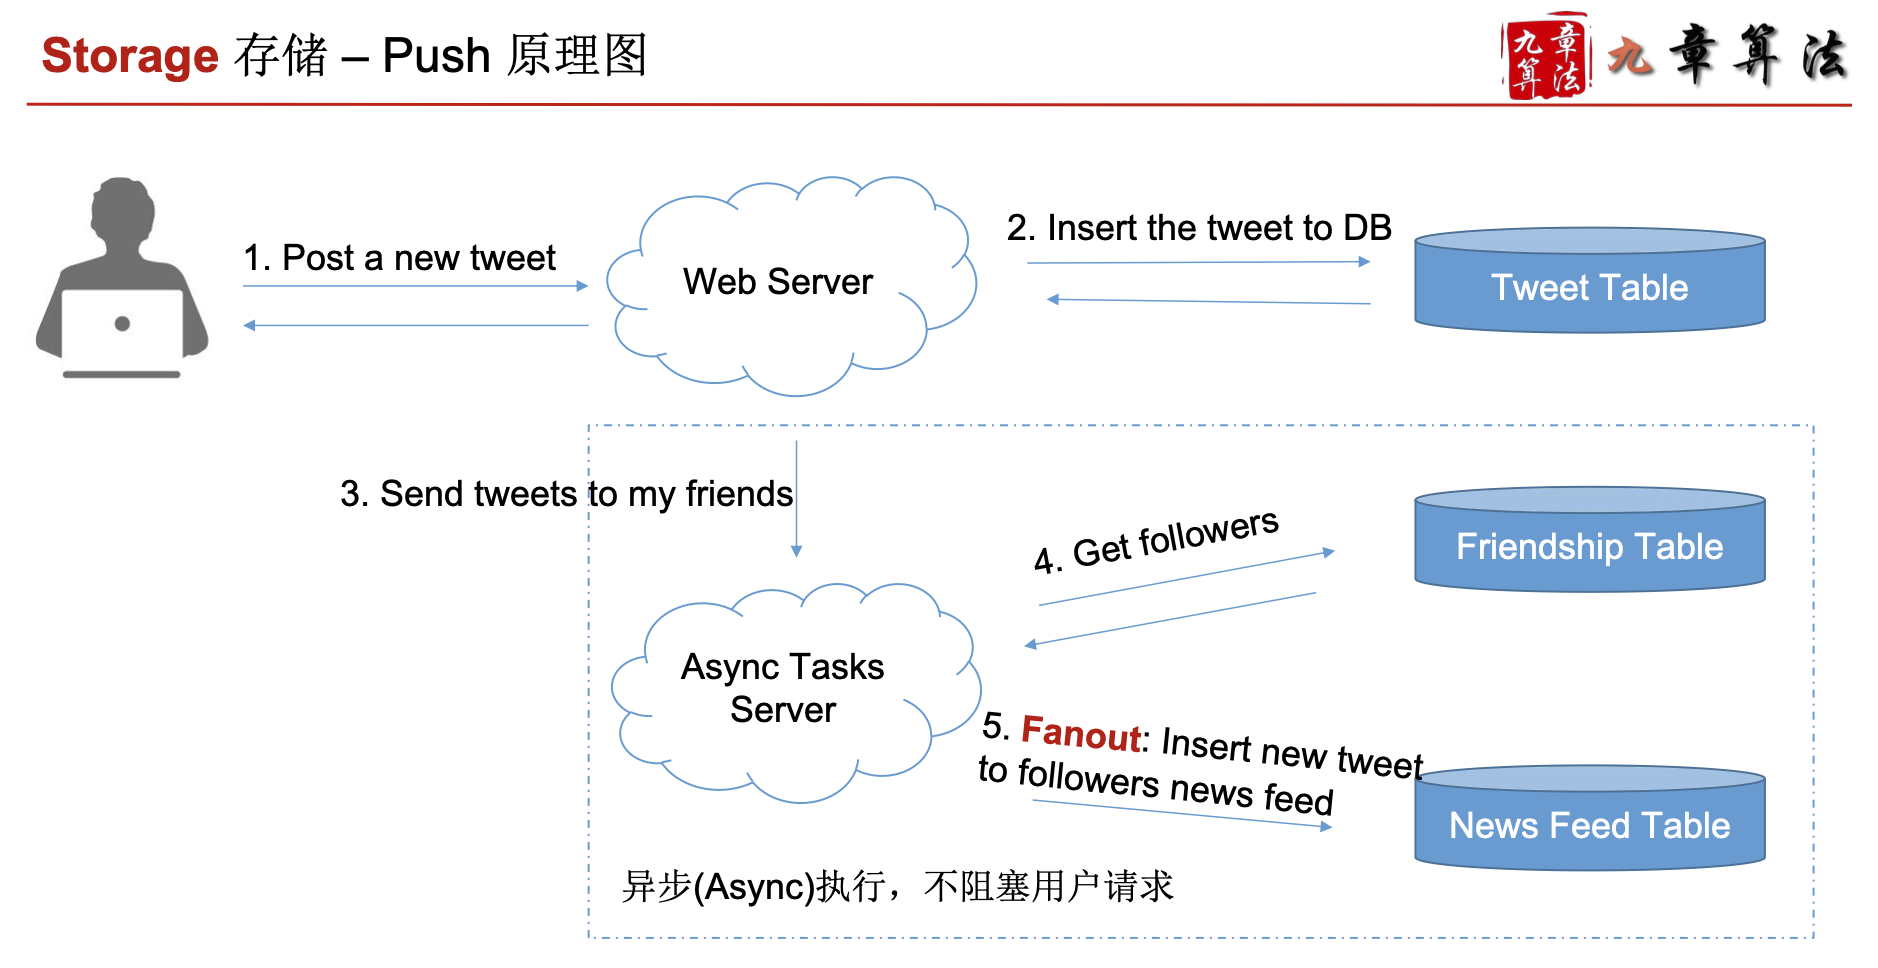 Storage 存储 – Push 原理图
九章算法
九章算法
1. Post a new tweet
Web Server
2. Insert the tweet to DB
Tweet Table
3. Send tweets to my friends
4. Get followers
Friendship Table
Async Tasks
Server
5. Fanout: Insert new tweet
to followers news feed
News Feed Table
异步(Async)执行，不阻塞用户请求